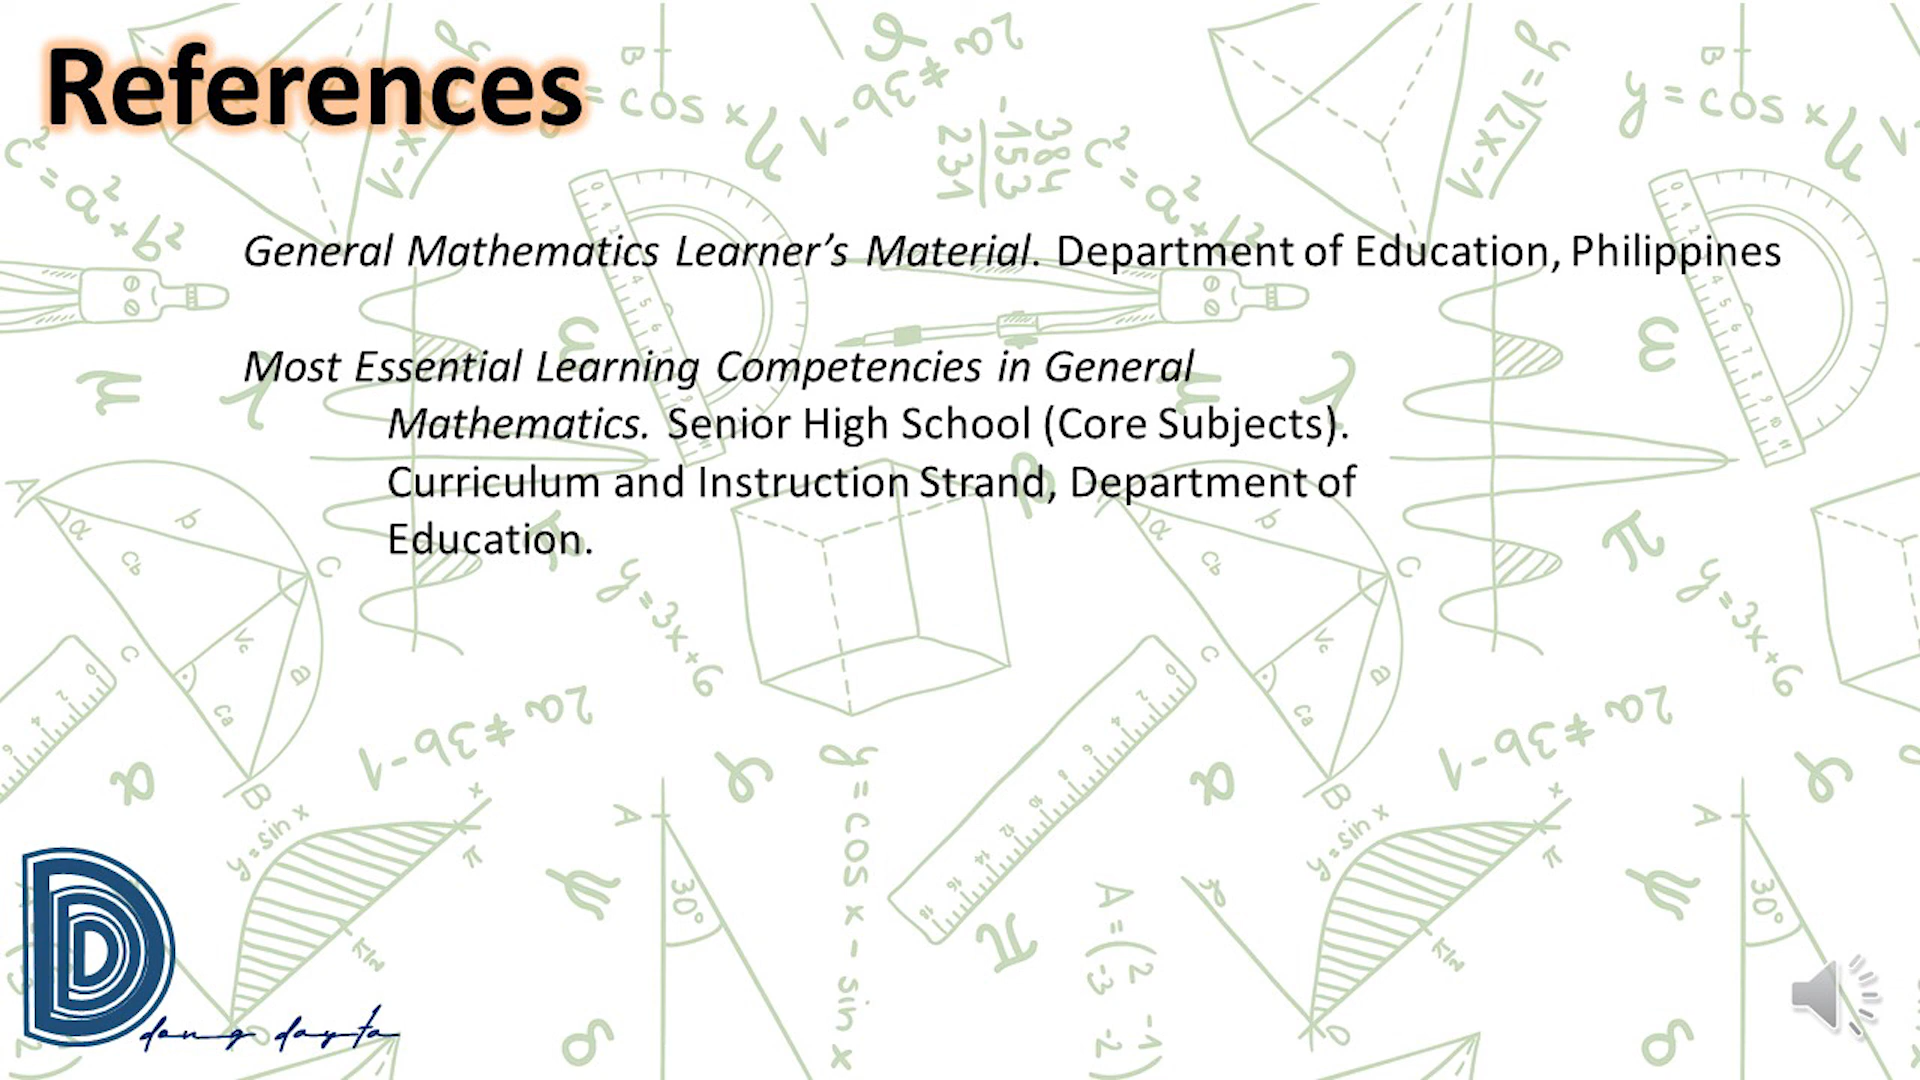 References
General Mathematics Learner’s Material. Department of Education, Philippines
Most Essential Learning Competencies in General
Mathematics. Senior High School (Core Subjects).
Curriculum and Instruction Strand, Department of
Education.
dong dayta